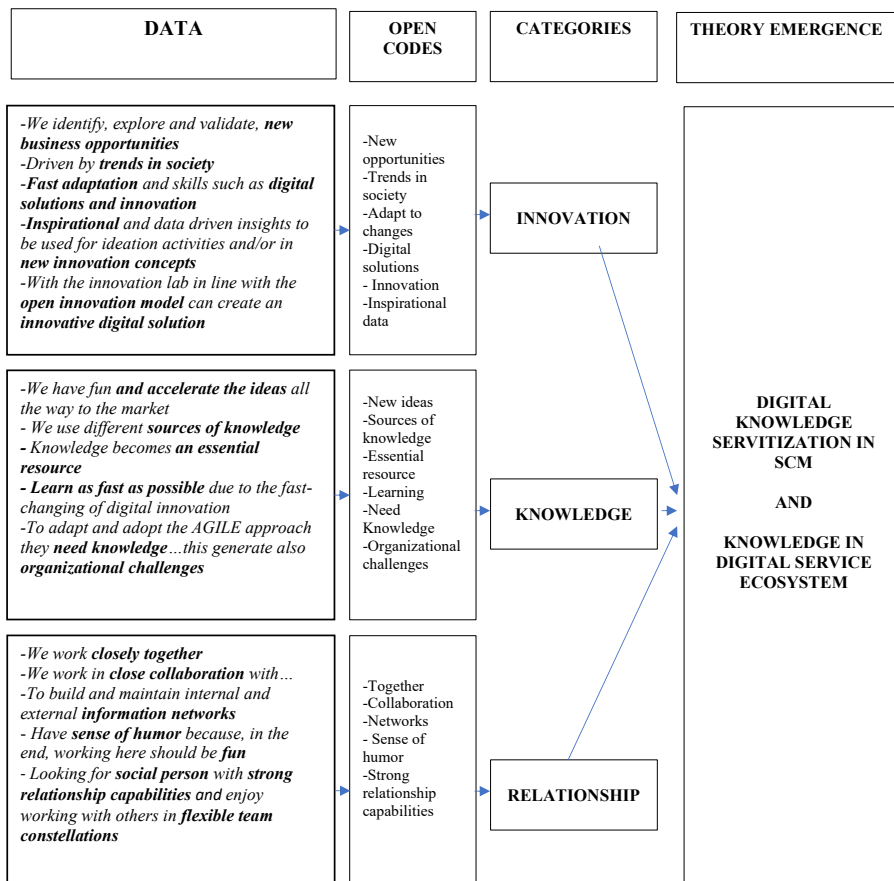 DATA
OPEN
CODES
CATEGORIES
THEORY EMERGENCE
-We identify, explore and validate, new
business opportunities
-Driven by trends in society
-Fast adaptation and skills such as digital
solutions and innovation
-Inspirational and data driven insights to
be used for ideation activities and/or in
new innovation concepts
-With the innovation lab in line with the
open innovation model can create an
innovative digital solution
-New
opportunities
-Trends in
society
-Adapt to
changes
-Digital
solutions
- Innovation
-Inspirational
data
INNOVATION
-We have fun and accelerate the ideas all
the way to the market
- We use different sources of knowledge
- Knowledge becomes an essential
resource
- Learn as fast as possible due to the fast-
changing of digital innovation
-To adapt and adopt the AGILE approach
they need knowledge…this generate also
organizational challenges
-New ideas
-Sources of
knowledge
-Essential
resource
-Learning
-Need
Knowledge
-Organizational
challenges
KNOWLEDGE
-We work closely together
-We work in close collaboration with…
-To build and maintain internal and
external information networks
- Have sense of humor because, in the
end, working here should be fun
- Looking for social person with strong
relationship capabilities and enjoy
working with others in flexible team
constellations
-Together
-Collaboration
-Networks
- Sense of
humor
-Strong
relationship
capabilities
RELATIONSHIP
DIGITAL
KNOWLEDGE
SERVITIZATION IN
SCM
AND
KNOWLEDGE IN
DIGITAL SERVICE
ECOSYSTEM